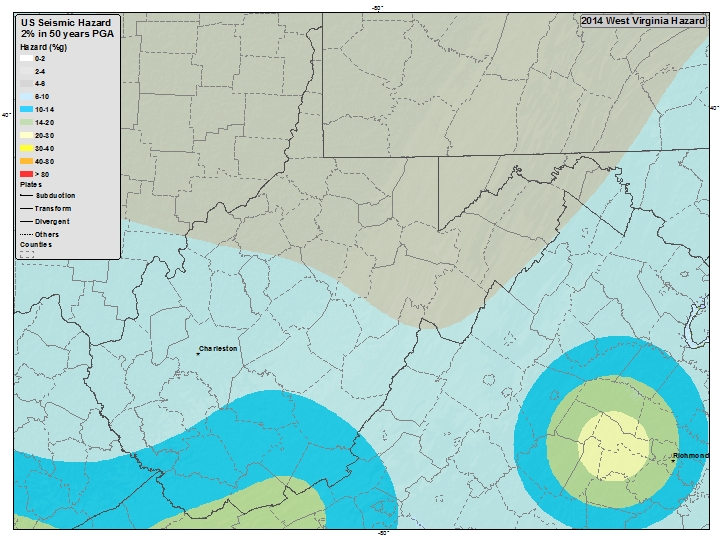 -80°
US Seismic Hazard
2% in 50 years PGA
2014 West Virginia Hazard
Hazard (%g)
0-2
2-4
4-6
6-10
10-14
14-20
20-30
30-40
40-80
> 80
Plates
Subduction
Transform
Divergent
Others
Counties
40°
40°
Charleston
Richmond
-80°